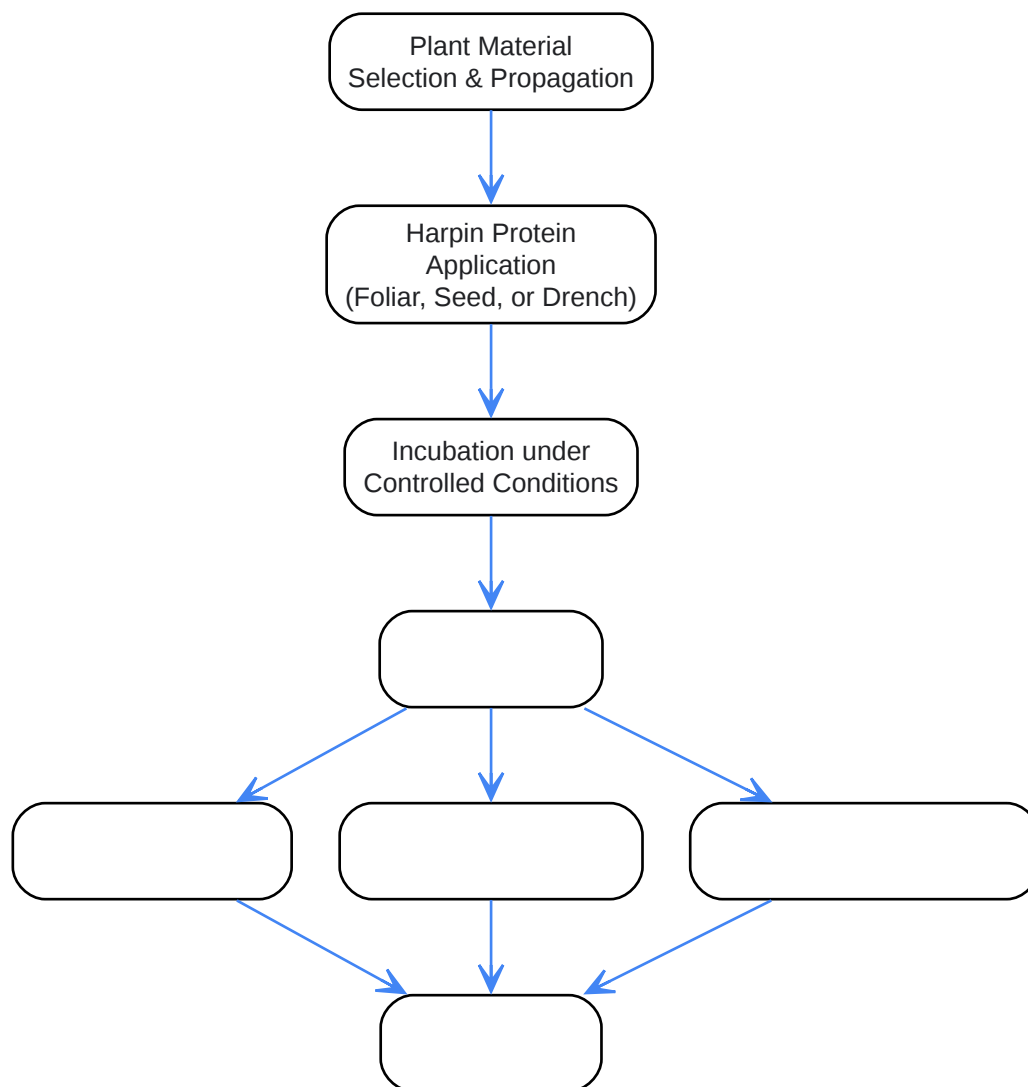 Plant Material
Selection & Propagation
Harpin Protein
Application
(Foliar, Seed, or Drench)
Incubation under
Controlled Conditions